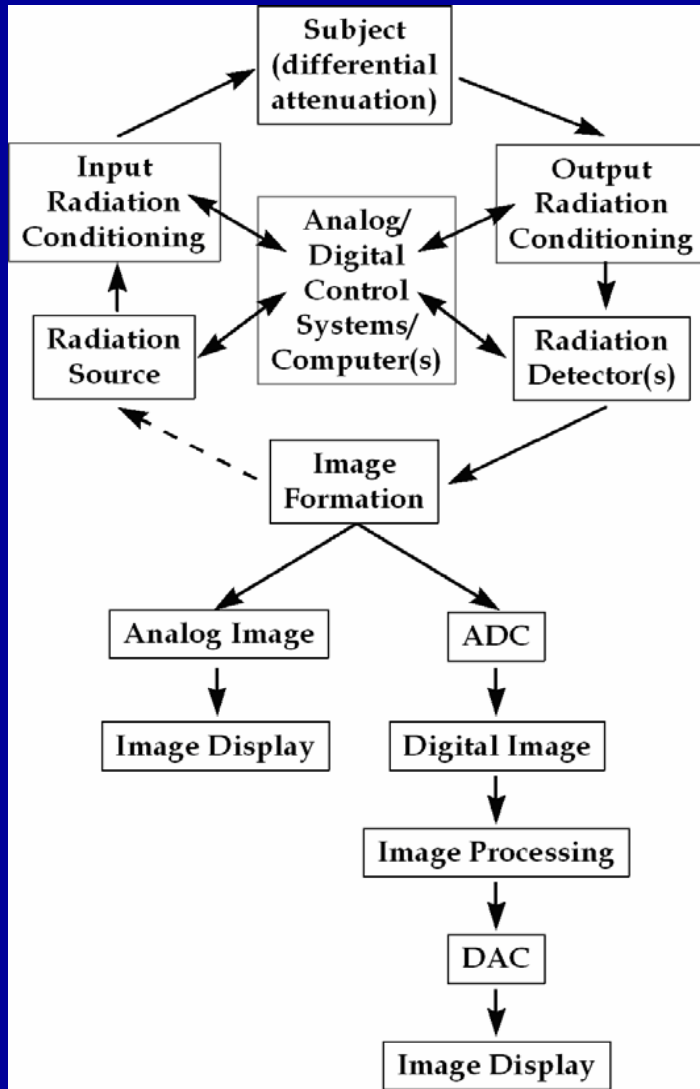 Subject
(differential
attenuation)
Input
Radiation
Conditioning
Analog/
Digital
Control
Systems/
Computer(s)
Output
Radiation
Conditioning
Radiation
Source
Radiation
Detector(s)
Image
Formation
Analog Image
ADC
Image Display
Digital Image
Image Processing
DAC
Image Display